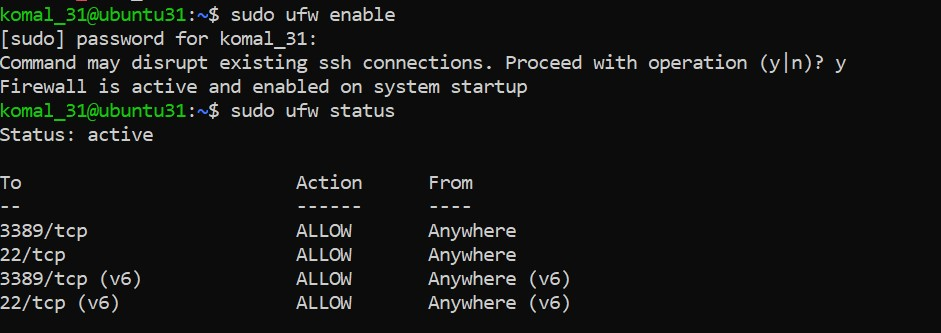 komal_31@ubuntu31:~$ sudo ufw enable
[sudo] password for komal_31:
Command may disrupt existing ssh connections. Proceed with operation (y|n)? y
Firewall is active and enabled on system startup
komal_31@ubuntu31:~$ sudo ufw status
Status: active
To                         Action      From
--                         ------      ----
3389/tcp                   ALLOW       Anywhere
22/tcp                     ALLOW       Anywhere
3389/tcp (v6)              ALLOW       Anywhere (v6)
22/tcp (v6)                ALLOW       Anywhere (v6)